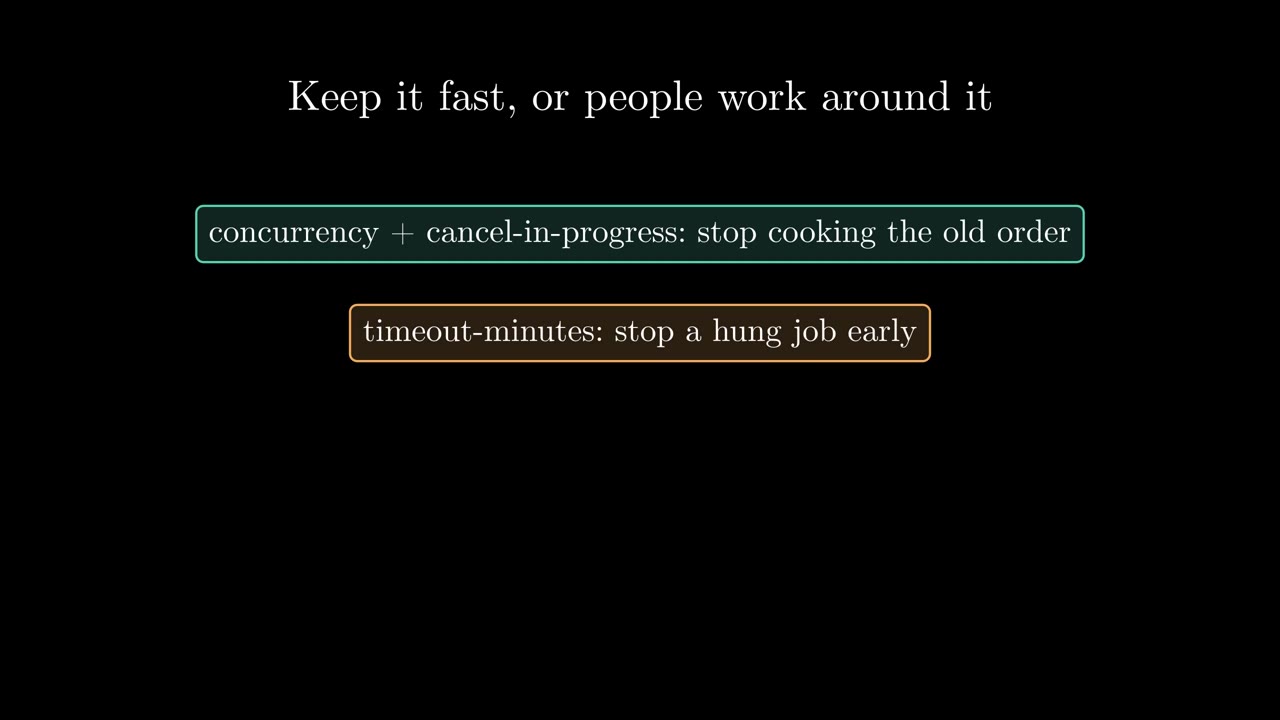 Keep it fast, or people work around it
concurrency + cancel-in-progress: stop cooking the old order
timeout-minutes: stop a hung job early